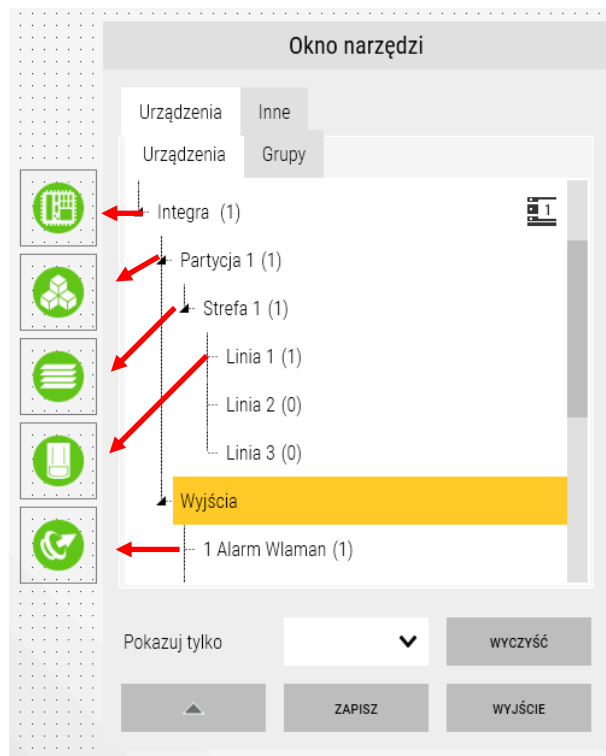 Okno narzędzi
Urządzenia Inne
Urządzenia Grupy
Integra (1) 1
Partycja 1 (1)
Strefa 1 (1)
Linia 1 (1)
Linia 2 (0)
Linia 3 (0)
Wyjścia
1 Alarm Wlaman (1)
Pokazuj tylko WYCZYŚĆ
ZAPISZ WYJŚCIE